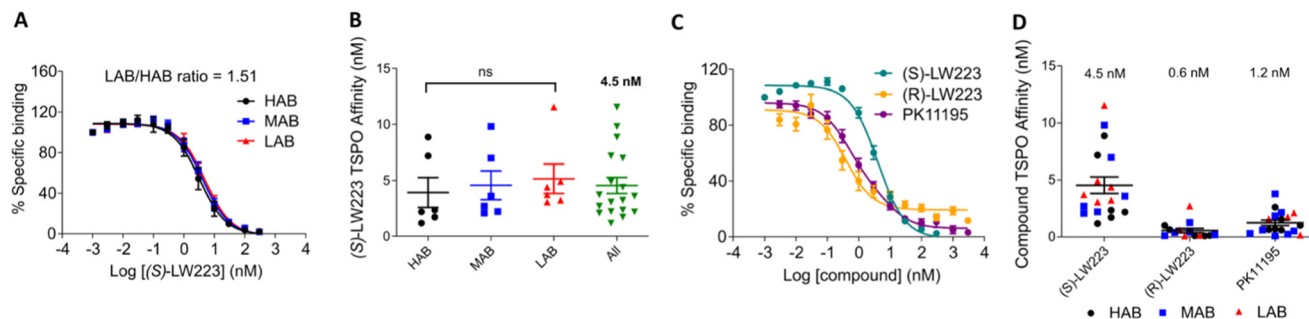 A
LAB/HAB ratio = 1.51
HAB
MAB
LAB
% Specific binding
160
120
80
40
0
-4
-2
0
2
4
Log [(S)-LW223] (nM)
B
(S)-LW223 TSPO Affinity (nM)
15
10
5
0
ns
4.5 nM
HAB
MAB
LAB
All
C
% Specific binding
120
80
40
0
(S)-LW223
(R)-LW223
PK11195
-4
-3
-2
-1
0
1
2
3
4
Log [compound] (nM)
D
Compound TSPO Affinity (nM)
15
10
5
0
4.5 nM
0.6 nM
1.2 nM
(S)-LW223
(R)-LW223
PK11195
HAB
MAB
LAB